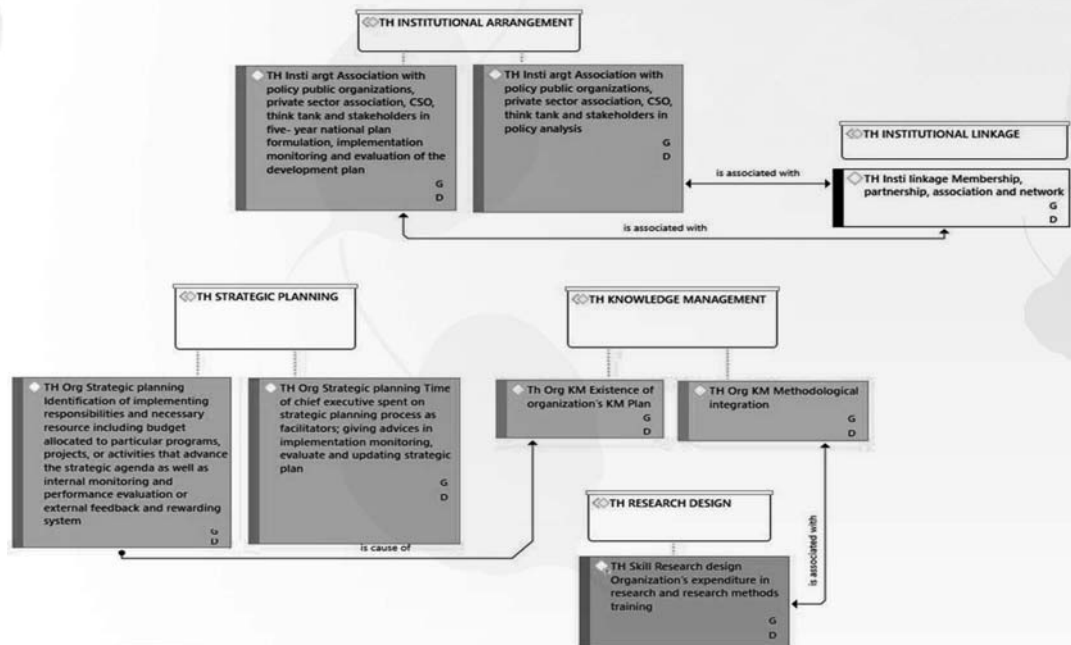 TH INSTITUTIONAL ARRANGEMENT
TH Insti argt Association with
policy public organizations,
private sector association, CSO,
think tank and stakeholders in
five- year national plan
formulation, implementation
monitoring and evaluation of the
development plan
G
D
TH Insti argt Association with
policy public organizations,
private sector association, CSO,
think tank and stakeholders in
policy analysis
G
D
is associated with
TH INSTITUTIONAL LINKAGE
TH Insti linkage Membership,
partnership, association and network
G
D
is associated with
TH STRATEGIC PLANNING
TH Org Strategic planning
Identification of implementing
responsibilities and necessary
resource including budget
allocated to particular programs,
projects, or activities that advance
the strategic agenda as well as
internal monitoring and
performance evaluation or
external feedback and rewarding
system
G
D
TH Org Strategic planning Time
of chief executive spent on
strategic planning process as
facilitators; giving advices in
implementation monitoring,
evaluate and updating strategic
plan
G
D
is cause of
TH KNOWLEDGE MANAGEMENT
Th Org KM Existence of
organization's KM Plan
G
D
TH Org KM Methodological
integration
G
D
is associated with
TH RESEARCH DESIGN
TH Skill Research design
Organization's expenditure in
research and research methods
training
G
D